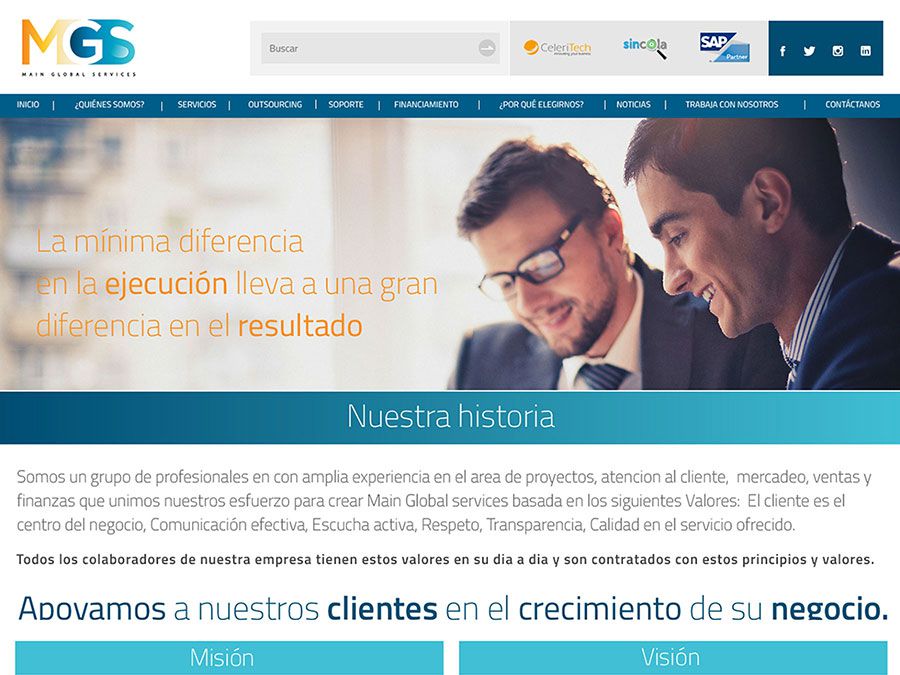 MGS
MAIN GLOBAL SERVICES
Buscar
CeleriTech
innovating your business
sincola
SAP Partner
INICIO | ¿QUIÉNES SOMOS? | SERVICIOS | OUTSOURCING | SOPORTE | FINANCIAMIENTO | ¿POR QUÉ ELEGIRNOS? | NOTICIAS | TRABAJA CON NOSOTROS | CONTÁCTANOS
La mínima diferencia
en la ejecución lleva a una gran
diferencia en el resultado
Nuestra historia
Somos un grupo de profesionales en con amplia experiencia en el area de proyectos, atencion al cliente, mercadeo, ventas y
finanzas que unimos nuestros esfuerzo para crear Main Global services basada en los siguientes Valores: El cliente es el
centro del negocio, Comunicación efectiva, Escucha activa, Respeto, Transparencia, Calidad en el servicio ofrecido.
Todos los colaboradores de nuestra empresa tienen estos valores en su dia a dia y son contratados con estos principios y valores.
Apoyamos a nuestros clientes en el crecimiento de su negocio.
Misión
Visión